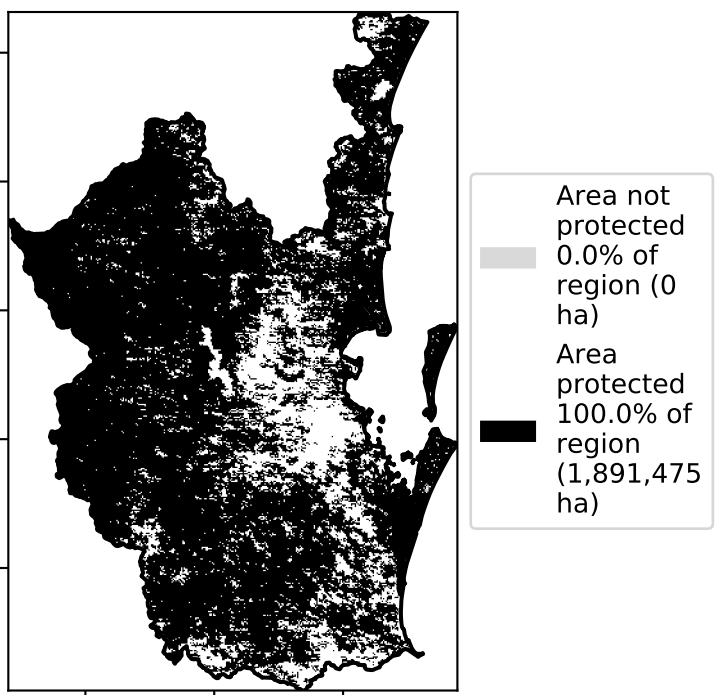 Area not
protected
0.0% of
region (0
ha)
Area
protected
100.0% of
region
(1,891,475
ha)